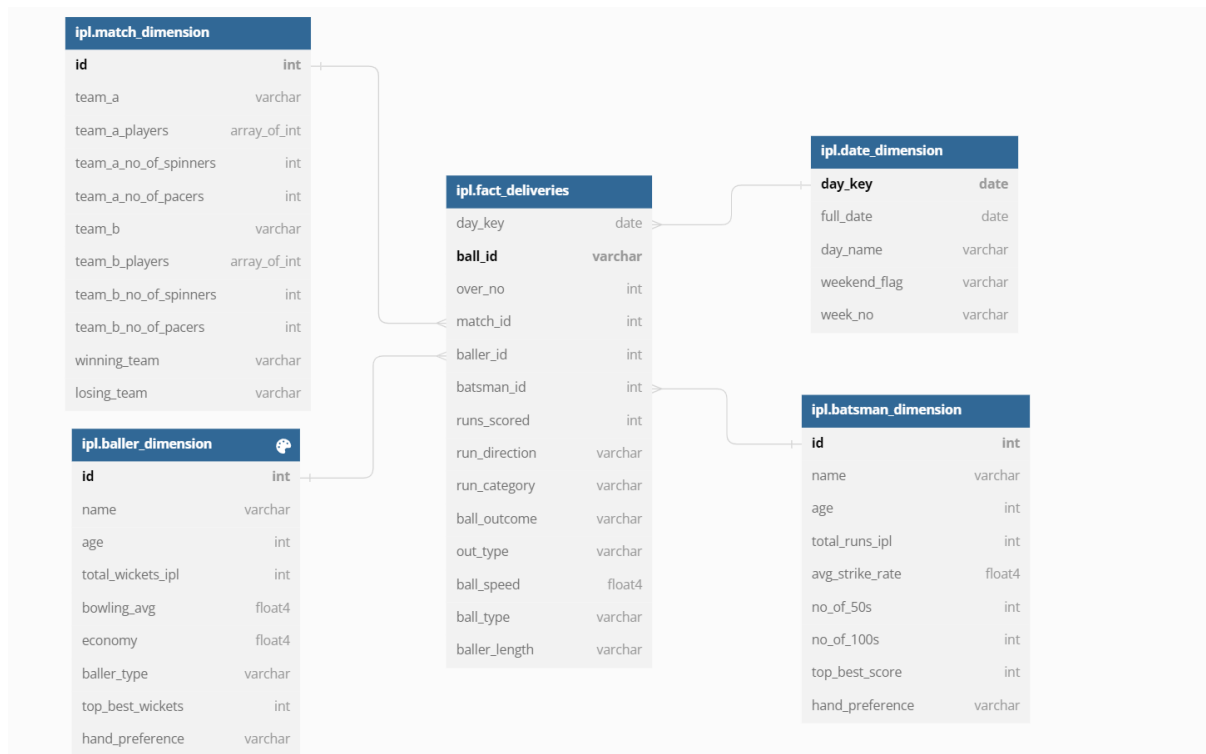 ipl.match_dimension
id int
team_a varchar
team_a_players array_of_int
team_a_no_of_spinners int
team_a_no_of_pacers int
team_b varchar
team_b_players array_of_int
team_b_no_of_spinners int
team_b_no_of_pacers int
winning_team varchar
losing_team varchar
ipl.baller_dimension
id int
name varchar
age int
total_wickets_ipl int
bowling_avg float4
economy float4
baller_type varchar
top_best_wickets int
hand_preference varchar
ipl.fact_deliveries
day_key date
ball_id varchar
over_no int
match_id int
baller_id int
batsman_id int
runs_scored int
run_direction varchar
run_category varchar
ball_outcome varchar
out_type varchar
ball_speed float4
ball_type varchar
baller_length varchar
ipl.date_dimension
day_key date
full_date date
day_name varchar
weekend_flag varchar
week_no varchar
ipl.batsman_dimension
id int
name varchar
age int
total_runs_ipl int
avg_strike_rate float4
no_of_50s int
no_of_100s int
top_best_score int
hand_preference varchar